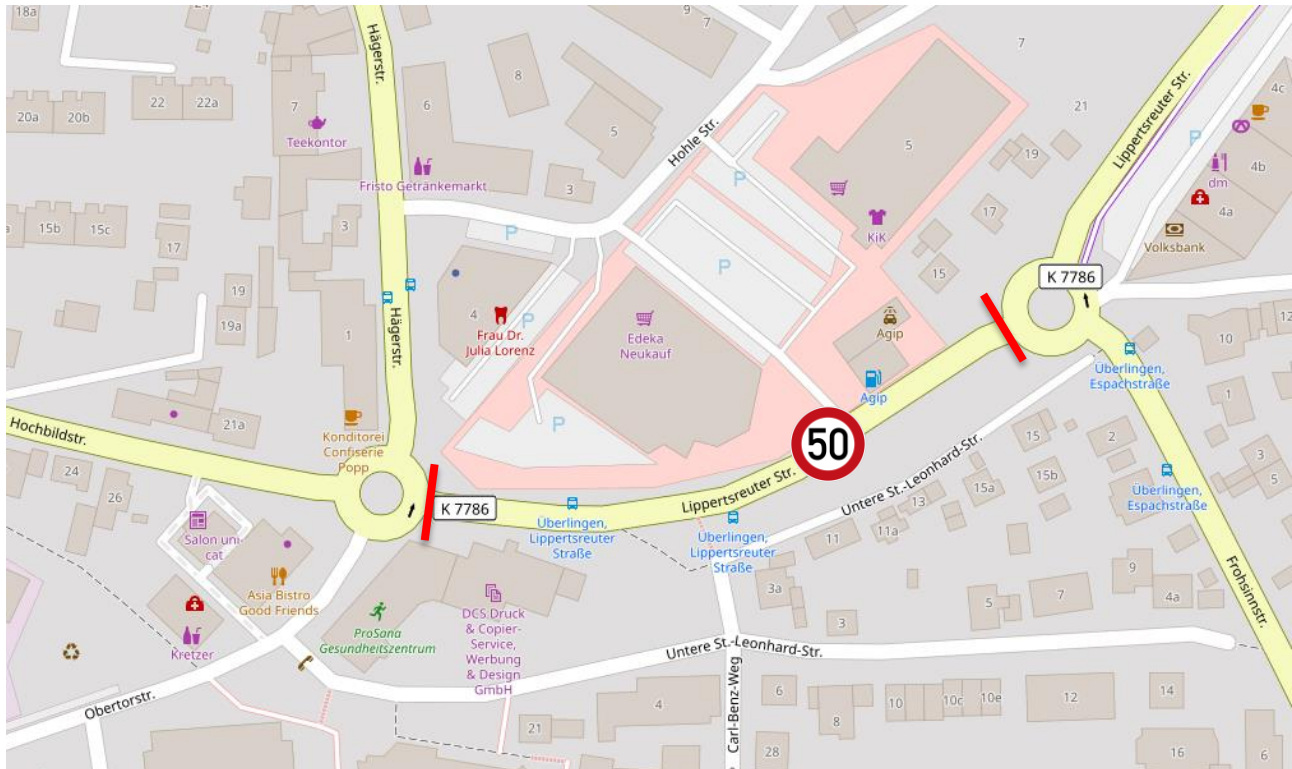 18a
9
7
7
Hägerstr.
22
22a
20a
20b
7
Teekontor
6
8
5
Fristo Getränkemarkt
3
Hohle Str.
P
5
KiK
21
19
17
15
Lippertsreuter Str.
P
4c
4b
dm
4a
Volksbank
15b
15c
17
3
P
P
19
19a
1
Hägerstr.
4
Frau Dr.
Julia Lorenz
P
Edeka
Neukauf
Agip
Agip
K 7786
10
12
Überlingen,
Espachstraße
1
Hochbildstr.
21a
24
26
Konditorei
Confiserie
Popp
P
50
Lippertsreuter Str.
Untere St.-Leonhard-Str.
15
2
15b
15a
13
11a
11
3
5
Überlingen,
Espachstraße
K 7786
Überlingen,
Lippertsreuter
Straße
Überlingen,
Lippertsreuter
Straße
Salon uni-
cat
Asia Bistro
Good Friends
Kretzer
ProSana
Gesundheitszentrum
DCS Druck
& Copier-
Service,
Werbung
& Design
GmbH
3a
3
5
7
9
4a
Frohsinnstr.
Untere St.-Leonhard-Str.
Obertorstr.
Carl-Benz-Weg
21
4
6
8
10
10c
10e
12
14
28
16
6